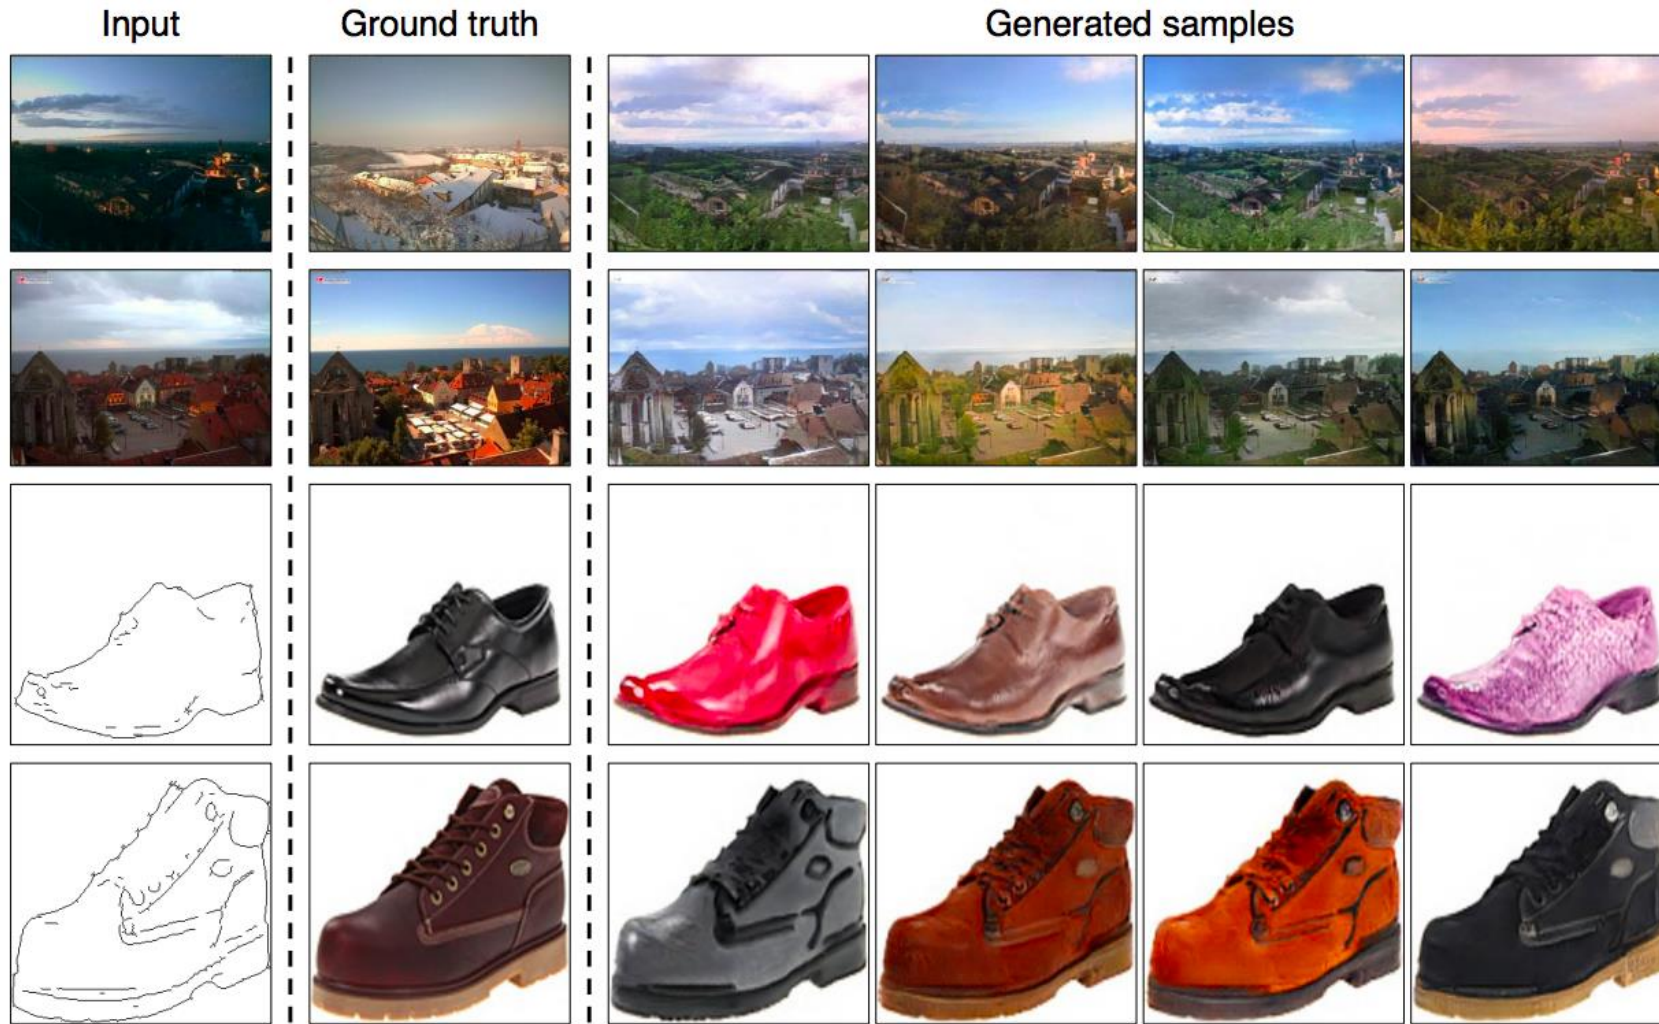 Input
Ground truth
Generated samples